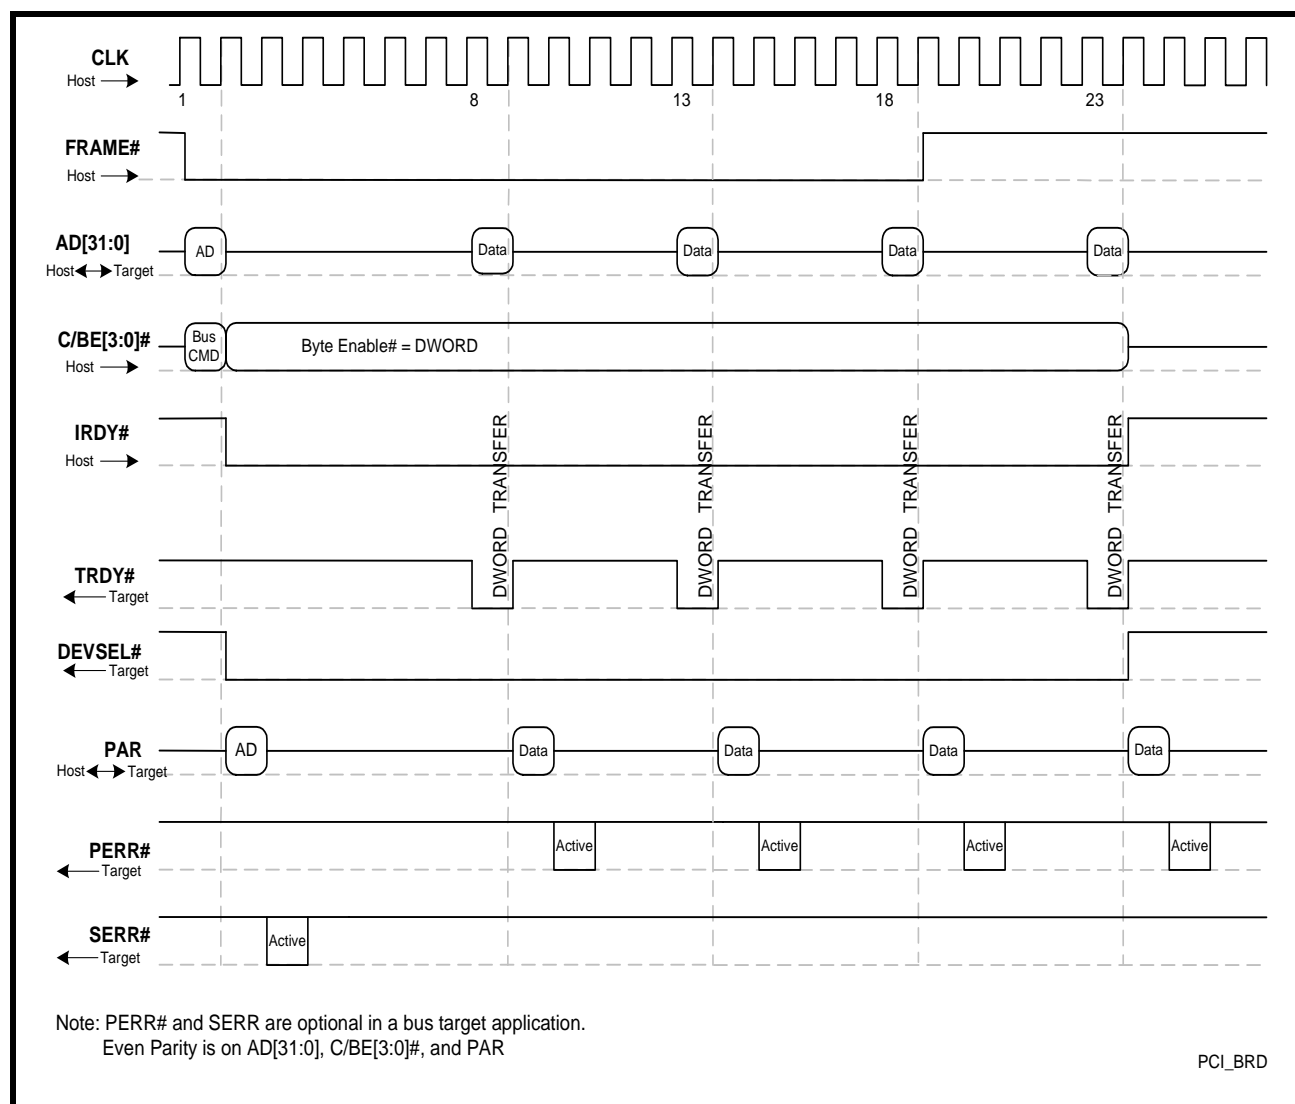 CLK
Host
1 8 13 18 23
FRAME#
Host
AD[31:0]
Host Target
AD Data Data Data Data
C/BE[3:0]#
Host
Bus
CMD
Byte Enable# = DWORD
IRDY#
Host
DWORD TRANSFER
DWORD TRANSFER
DWORD TRANSFER
DWORD TRANSFER
TRDY#
Target
DEVSEL#
Target
PAR
Host Target
AD Data Data Data Data
PERR#
Target
Active Active Active Active
SERR#
Target
Active
Note: PERR# and SERR are optional in a bus target application.
Even Parity is on AD[31:0], C/BE[3:0]#, and PAR
PCI_BRD